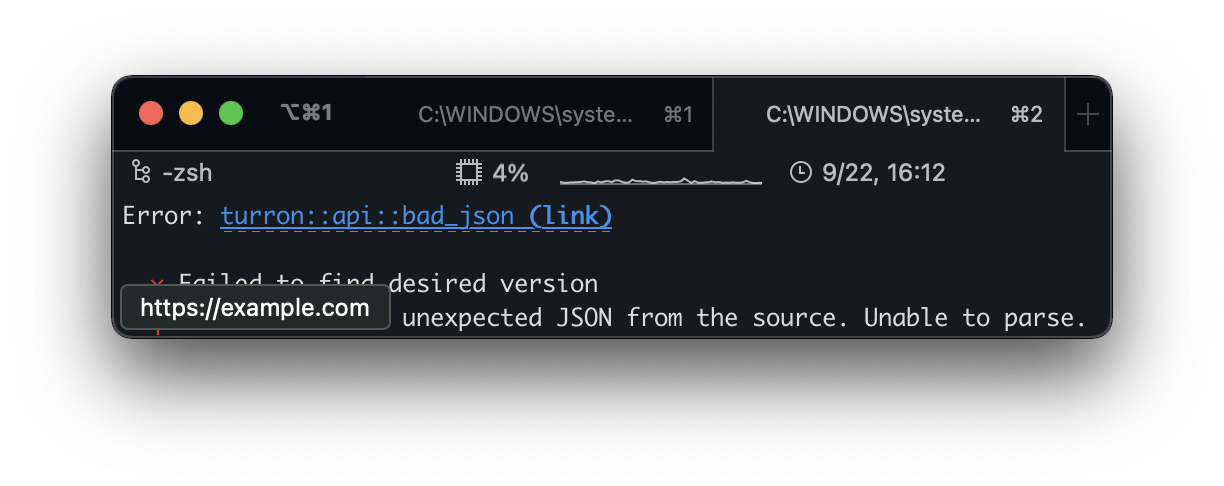 ⌥⌘1 C:\WINDOWS\syste... ⌘1 C:\WINDOWS\syste... ⌘2
-zsh 4% 9/22, 16:12
Error: turron::api::bad_json (link)
× Failed to find desired version
https://example.com unexpected JSON from the source. Unable to parse.